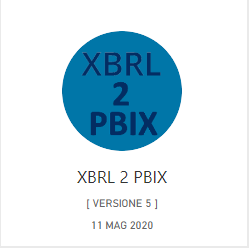 XBRL
2
PBIX
XBRL 2 PBIX
[ VERSIONE 5 ]
11 MAG 2020